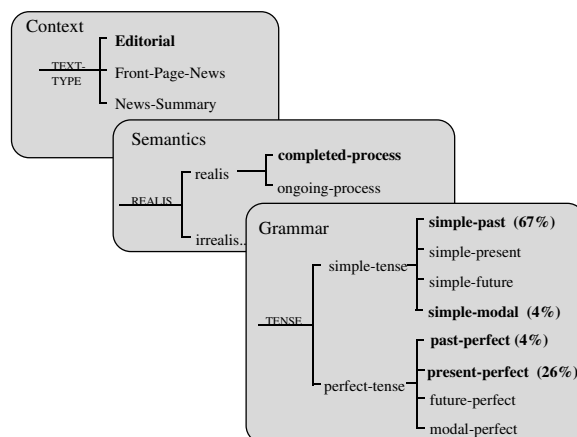 Context
Editorial
TEXT-
TYPE
Front-Page-News
News-Summary
Semantics
completed-process
realis
ongoing-process
REALIS
irrealis..
Grammar
simple-past (67%)
simple-present
simple-tense
simple-future
simple-modal (4%)
TENSE
past-perfect (4%)
present-perfect (26%)
perfect-tense
future-perfect
modal-perfect